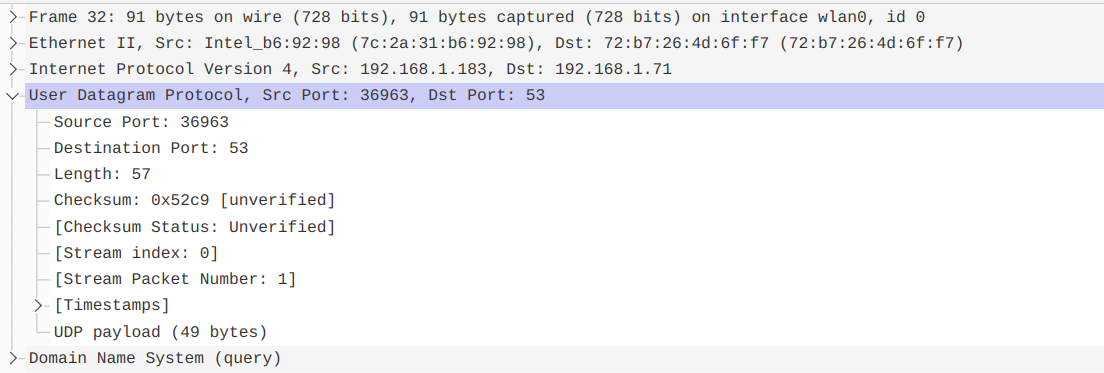 Frame 32: 91 bytes on wire (728 bits), 91 bytes captured (728 bits) on interface wlan0, id 0
Ethernet II, Src: Intel_b6:92:98 (7c:2a:31:b6:92:98), Dst: 72:b7:26:4d:6f:f7 (72:b7:26:4d:6f:f7)
Internet Protocol Version 4, Src: 192.168.1.183, Dst: 192.168.1.71
User Datagram Protocol, Src Port: 36963, Dst Port: 53
Source Port: 36963
Destination Port: 53
Length: 57
Checksum: 0x52c9 [unverified]
[Checksum Status: Unverified]
[Stream index: 0]
[Stream Packet Number: 1]
[Timestamps]
UDP payload (49 bytes)
Domain Name System (query)